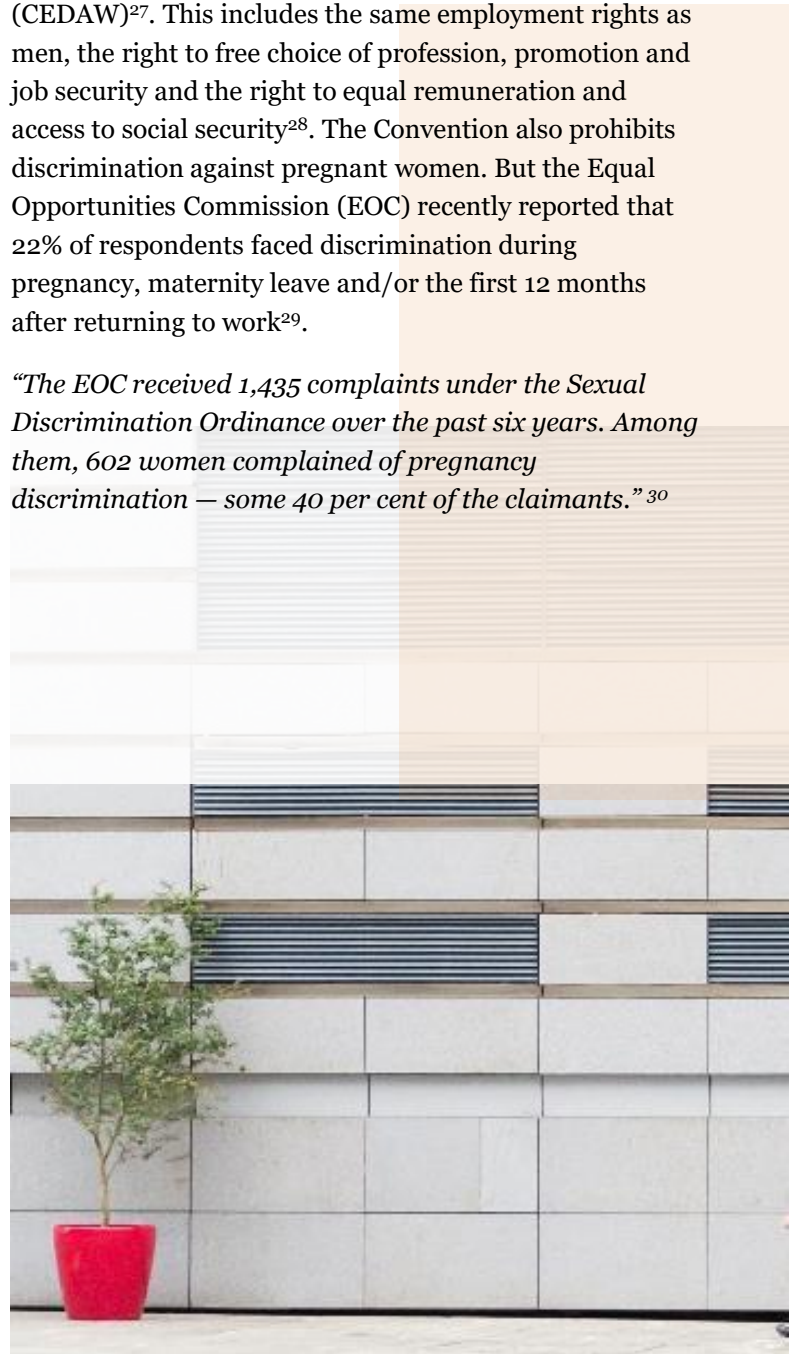 (CEDAW)²⁷. This includes the same employment rights as
men, the right to free choice of profession, promotion and
job security and the right to equal remuneration and
access to social security²⁸. The Convention also prohibits
discrimination against pregnant women. But the Equal
Opportunities Commission (EOC) recently reported that
22% of respondents faced discrimination during
pregnancy, maternity leave and/or the first 12 months
after returning to work²⁹.
“The EOC received 1,435 complaints under the Sexual
Discrimination Ordinance over the past six years. Among
them, 602 women complained of pregnancy
discrimination — some 40 per cent of the claimants.” ³⁰